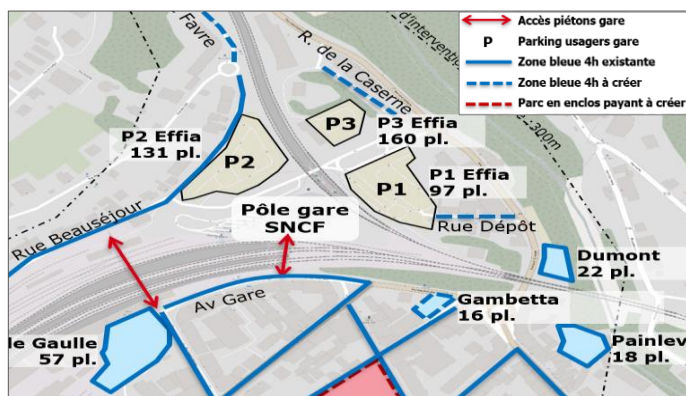 Accès piétons gare
P Parking usagers gare
Zone bleue 4h existante
Zone bleue 4h à créer
Parc en enclos payant à créer
Favre
R. de la Caserne
d'interventi
-300m
P2 Effia
131 pl.
P2
P3
P3 Effia
160 pl.
P1
P1 Effia
97 pl.
Rue Dépôt
Rue Beauséjour
Pôle gare
SNCF
Av Gare
Dumont
22 pl.
Gambetta
16 pl.
le Gaulle
57 pl.
Painlev
18 pl.